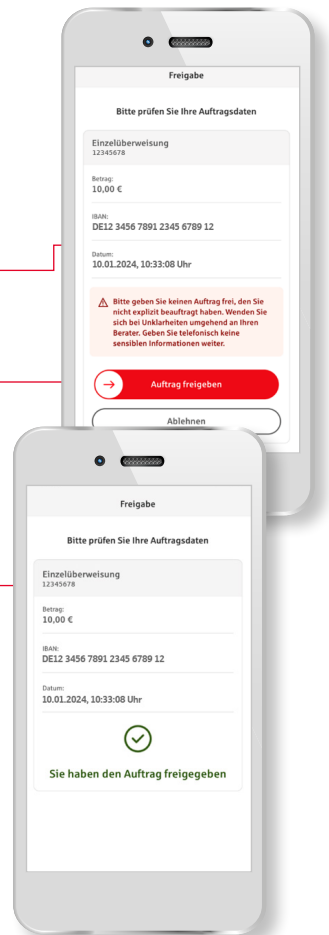 Freigabe
Bitte prüfen Sie Ihre Auftragsdaten
Einzelüberweisung
12345678
Betrag:
10,00 €
IBAN:
DE12 3456 7891 2345 6789 12
Datum:
10.01.2024, 10:33:08 Uhr
Bitte geben Sie keinen Auftrag frei, den Sie
nicht explizit beauftragt haben. Wenden Sie
sich bei Unklarheiten umgehend an Ihren
Berater. Geben Sie telefonisch keine
sensiblen Informationen weiter.
Auftrag freigeben
Ablehnen
Freigabe
Bitte prüfen Sie Ihre Auftragsdaten
Einzelüberweisung
12345678
Betrag:
10,00 €
IBAN:
DE12 3456 7891 2345 6789 12
Datum:
10.01.2024, 10:33:08 Uhr
Sie haben den Auftrag freigegeben